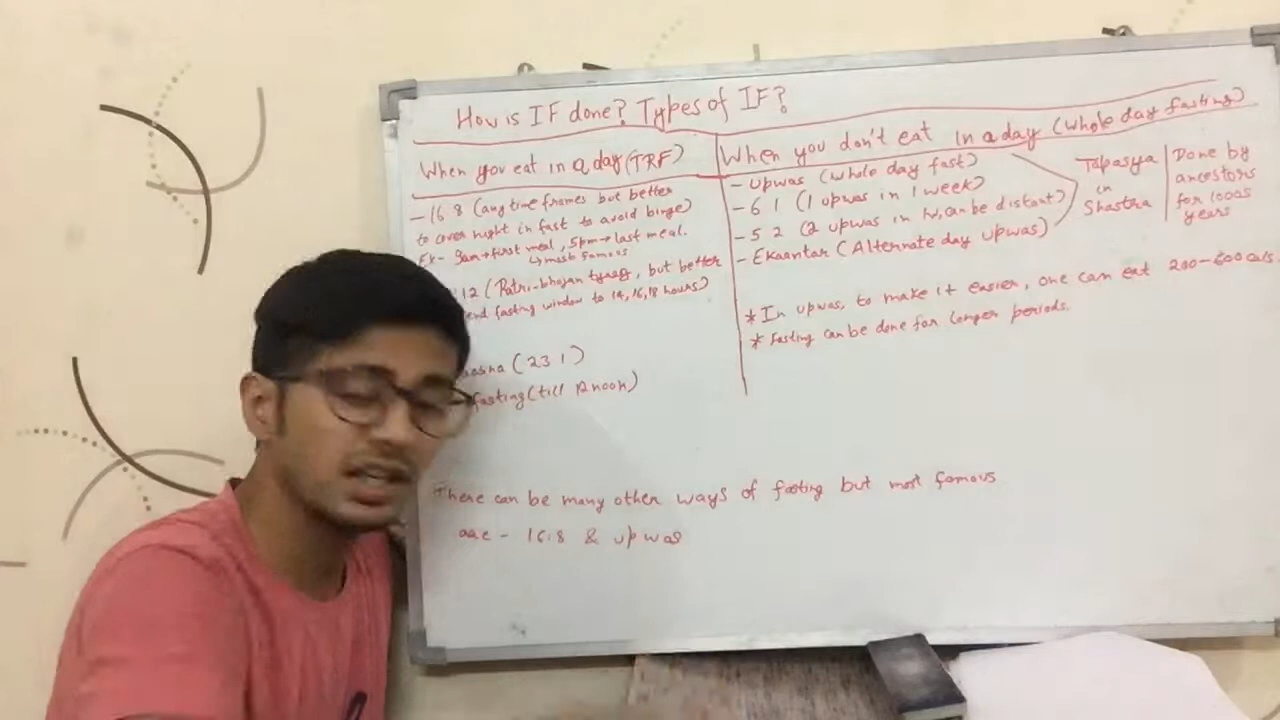 How is IF done? Types of IF?
When you eat in a day (TRF)
- 16 8 (any time frames but better
to cover night in fast to avoid binge)
Ex- 9am → first meal, 5pm → last meal.
↳ most famous
12 (Ratri-bhojan tyaag, but better
end fasting window to 14, 16, 18 hours)
(23 1)
fasting (till 12 noon)
When you don't eat in a day (whole day fasting)
- Upwas (whole day fast)
- 6 1 (1 upwas in 1 week)
- 5 2 (2 upwas in 1w, can be distant)
- Ekaantar (Alternate day upwas)
Tapasya
in
Shastra
Done by
ancestors
for 1000s
years
* In upwas, to make it easier, one can eat 200-600 cals.
* Fasting can be done for longer periods.
There can be many other ways of fasting but most famous
are - 16:8 & upwas